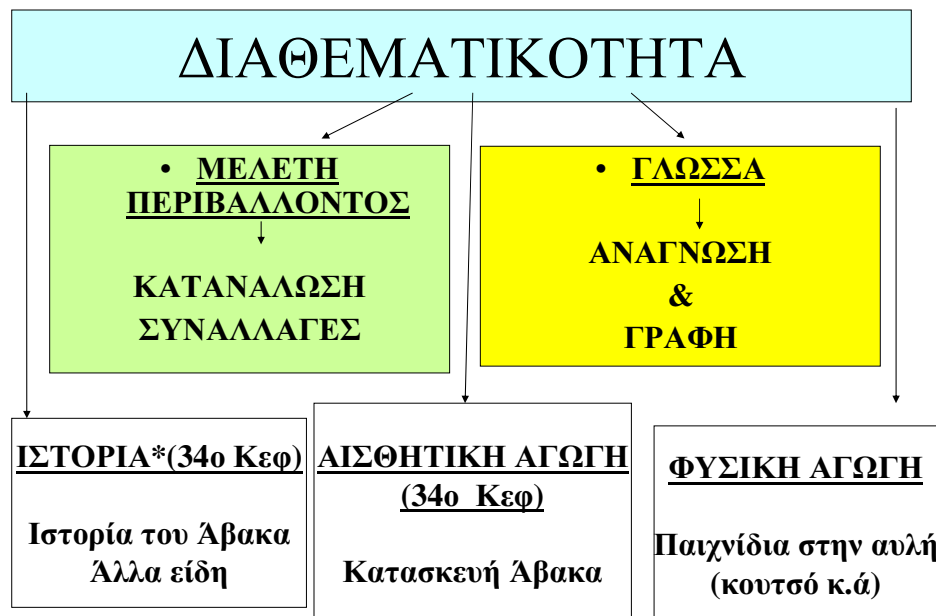 ΔΙΑΘΕΜΑΤΙΚΟΤΗΤΑ
• ΜΕΛΕΤΗ
ΠΕΡΙΒΑΛΛΟΝΤΟΣ
ΚΑΤΑΝΑΛΩΣΗ
ΣΥΝΑΛΛΑΓΕΣ
• ΓΛΩΣΣΑ
ΑΝΑΓΝΩΣΗ
&
ΓΡΑΦΗ
ΙΣΤΟΡΙΑ*(34ο Κεφ)
Ιστορία του Άβακα
Άλλα είδη
ΑΙΣΘΗΤΙΚΗ ΑΓΩΓΗ
(34ο Κεφ)
Κατασκευή Άβακα
ΦΥΣΙΚΗ ΑΓΩΓΗ
Παιχνίδια στην αυλή
(κουτσό κ.ά)